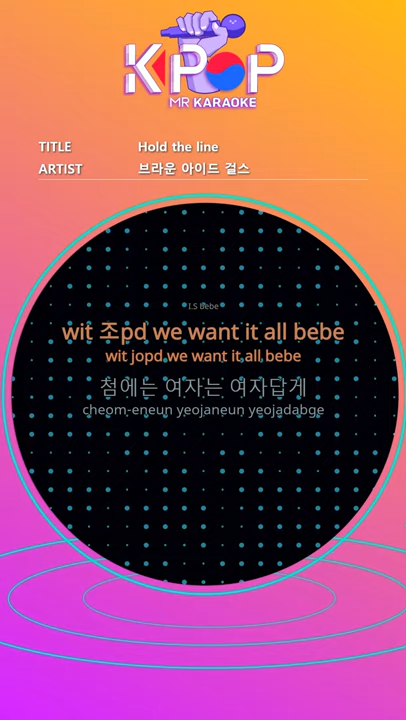 KPOP
MR KARAOKE
TITLE Hold the line
ARTIST 브라운 아이드 걸스
I.S bebe
wit 조pd we want it all bebe
wit jopd we want it all bebe
첨에는 여자는 여자답게
cheom-eneun yeojaneun yeojadabge